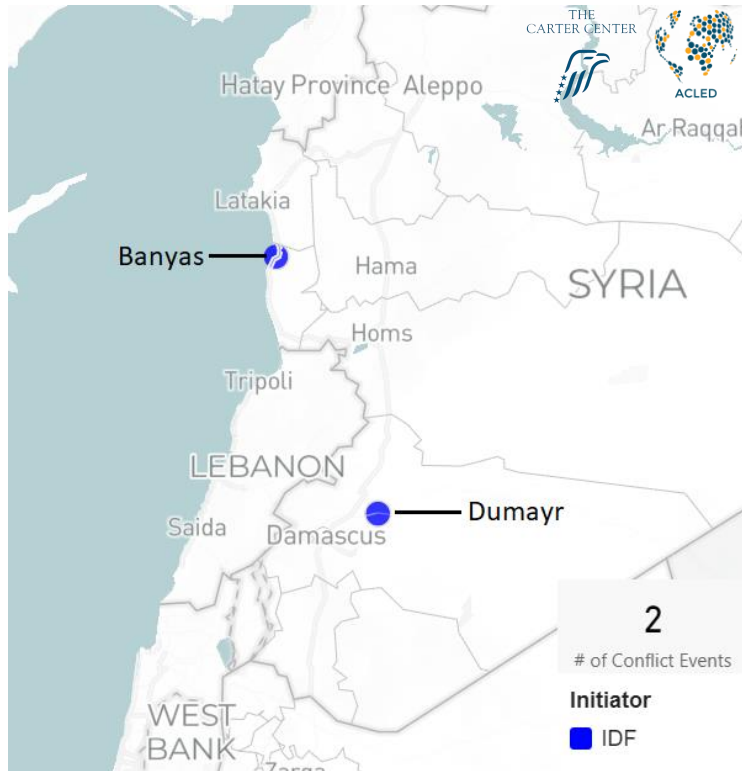 THE
CARTER CENTER
ACLED
Hatay Province
Aleppo
Ar Raqqa
Latakia
Banyas
Hama
SYRIA
Homs
Tripoli
LEBANON
Dumayr
Saida
Damascus
2
# of Conflict Events
Initiator
IDF
WEST
BANK
Zarqa